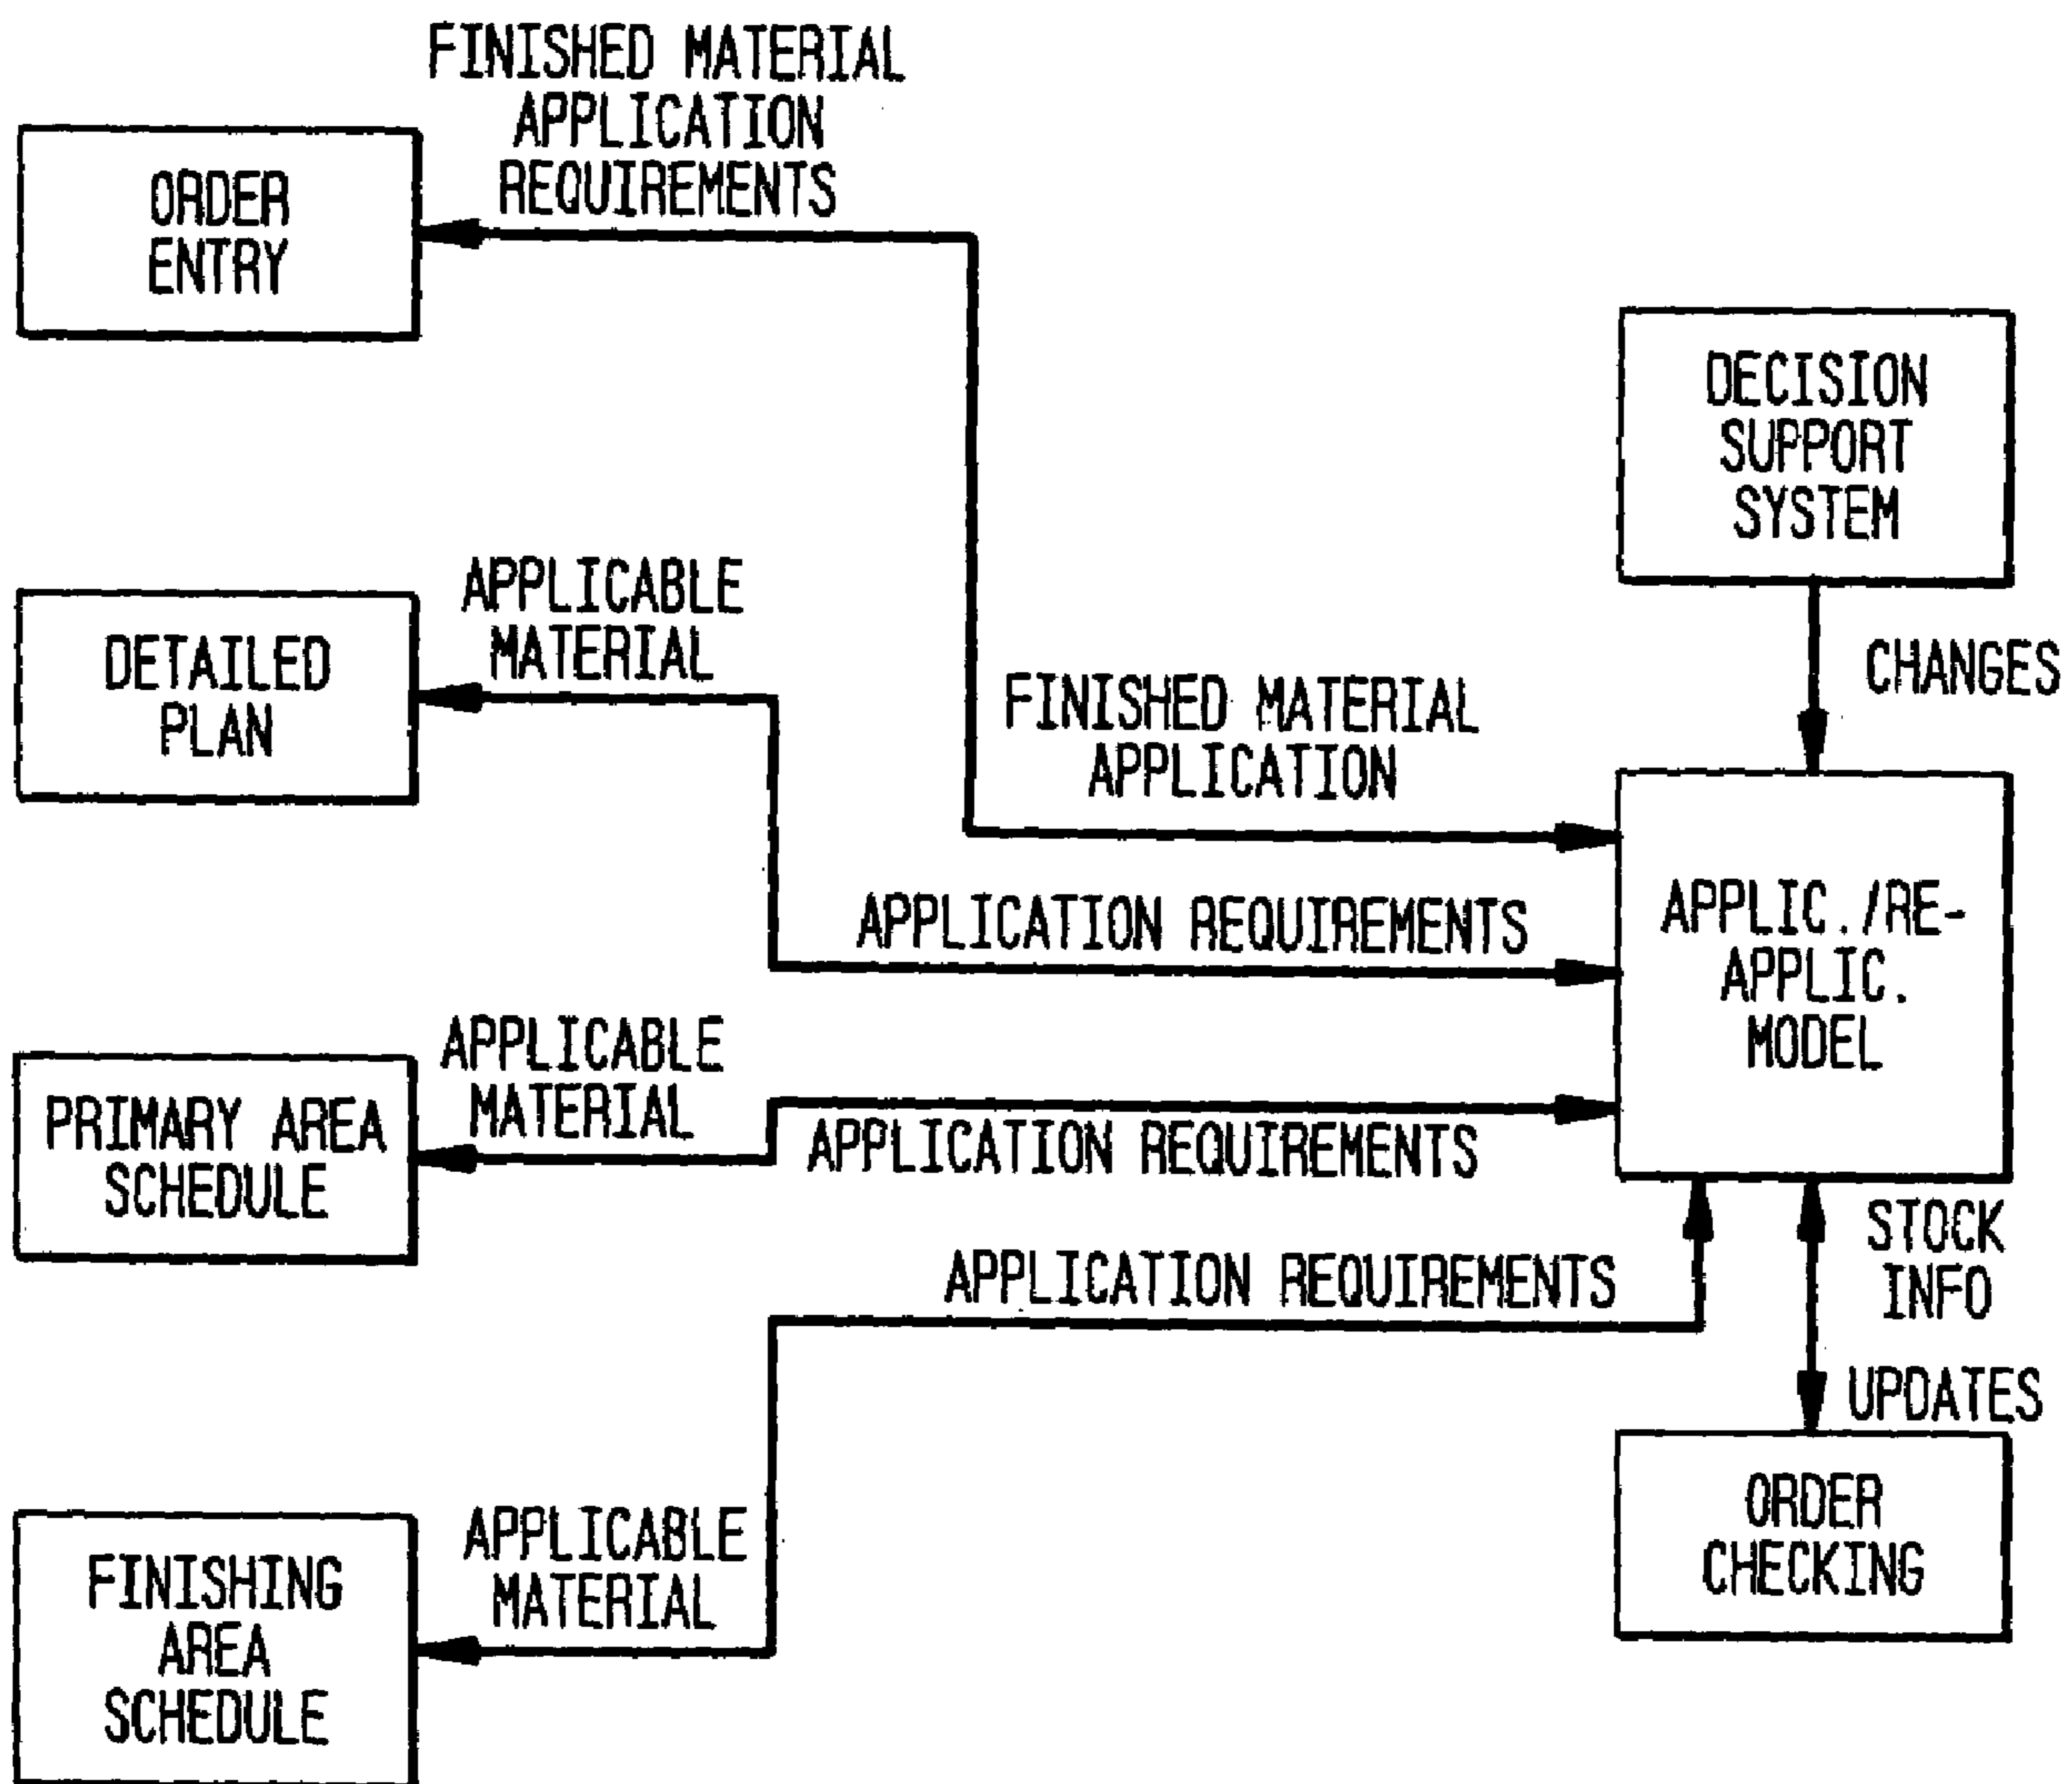 FINISHED MATERIAL
APPLICATION
REQUIREMENTS
ORDER
ENTRY
DECISION
SUPPORT
SYSTEM
APPLICABLE
MATERIAL
DETAILED
PLAN
CHANGES
FINISHED MATERIAL
APPLICATION
APPLICATION REQUIREMENTS
APPLIC./RE-
APPLIC.
MODEL
APPLICABLE
MATERIAL
PRIMARY AREA
SCHEDULE
APPLICATION REQUIREMENTS
STOCK
INFO
APPLICATION REQUIREMENTS
UPDATES
ORDER
CHECKING
APPLICABLE
MATERIAL
FINISHING
AREA
SCHEDULE